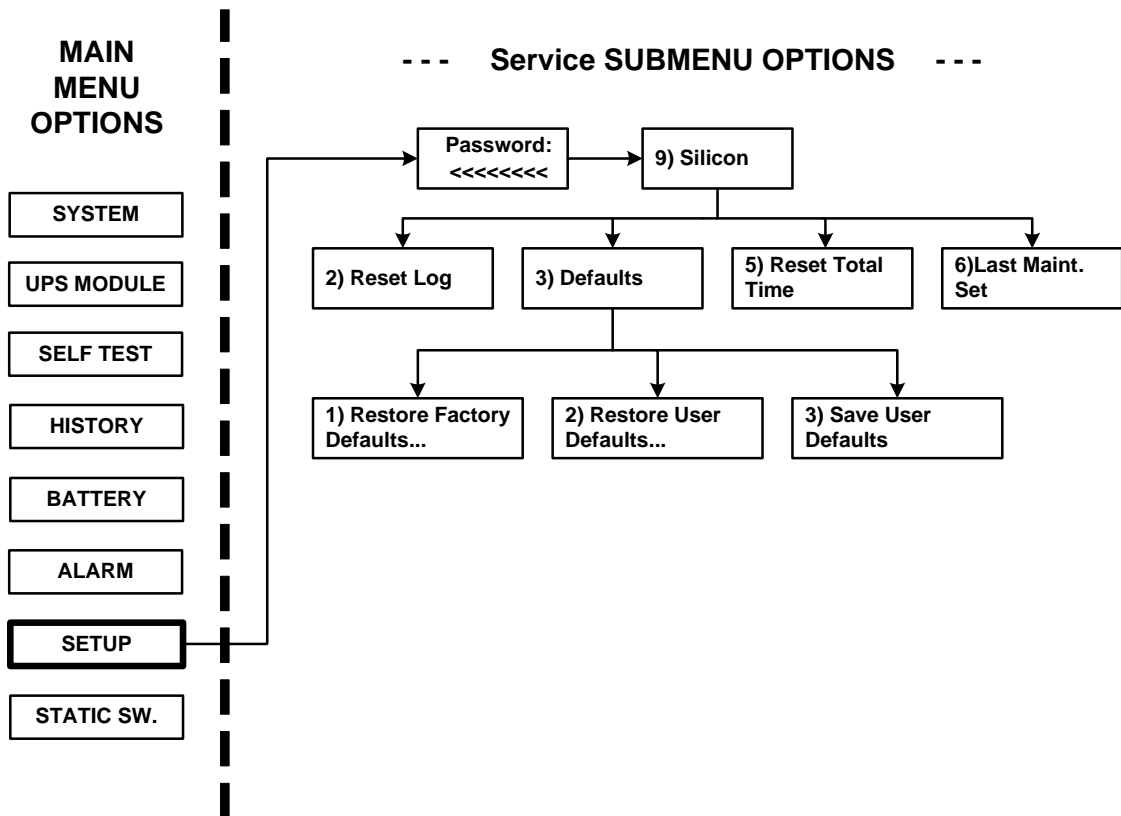 MAIN
MENU
OPTIONS
- - - Service SUBMENU OPTIONS - - -
Password:
<<<<<<<<
9) Silicon
SYSTEM
UPS MODULE
SELF TEST
HISTORY
BATTERY
ALARM
SETUP
STATIC SW.
2) Reset Log
3) Defaults
5) Reset Total
Time
6)Last Maint.
Set
1) Restore Factory
Defaults...
2) Restore User
Defaults...
3) Save User
Defaults